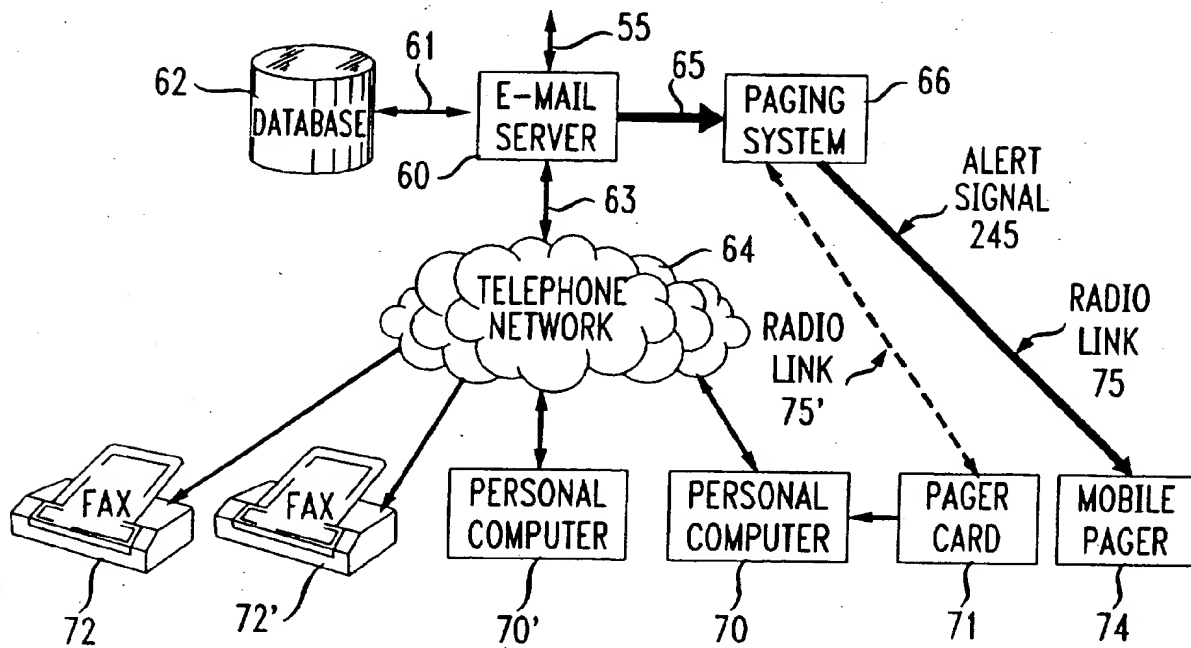 55
61
62
65
66
DATABASE
E-MAIL
SERVER
PAGING
SYSTEM
60
63
ALERT
SIGNAL
245
64
TELEPHONE
NETWORK
RADIO
LINK
75'
RADIO
LINK
75
FAX
FAX
PERSONAL
COMPUTER
PERSONAL
COMPUTER
PAGER
CARD
MOBILE
PAGER
72
72'
70'
70
71
74